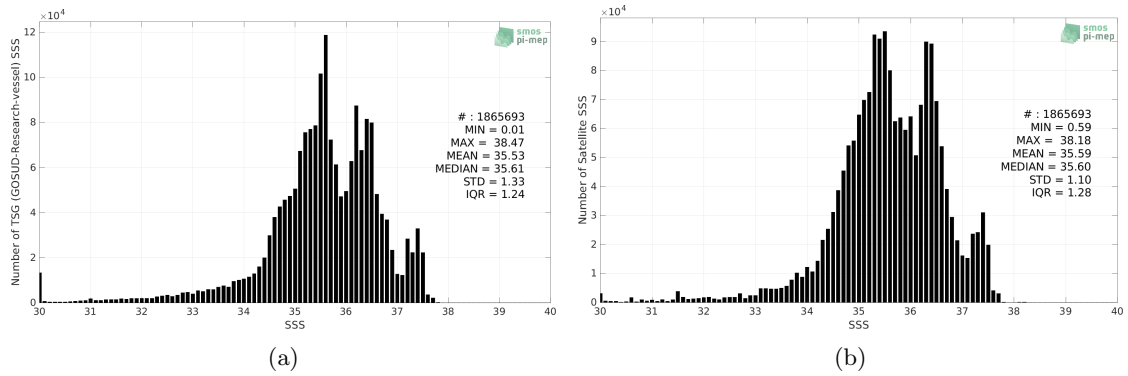 ×10⁴
12
10
8
6
4
2
0
30 31 32 33 34 35 36 37 38 39 40
SSS
Number of TSG (GOSUD-Research-vessel) SSS
smos
pi-mep
# : 1865693
MIN = 0.01
MAX = 38.47
MEAN = 35.53
MEDIAN = 35.61
STD = 1.33
IQR = 1.24
(a)
×10⁴
9
8
7
6
5
4
3
2
1
0
30 31 32 33 34 35 36 37 38 39 40
SSS
Number of Satellite SSS
smos
pi-mep
# : 1865693
MIN = 0.59
MAX = 38.18
MEAN = 35.59
MEDIAN = 35.60
STD = 1.10
IQR = 1.28
(b)